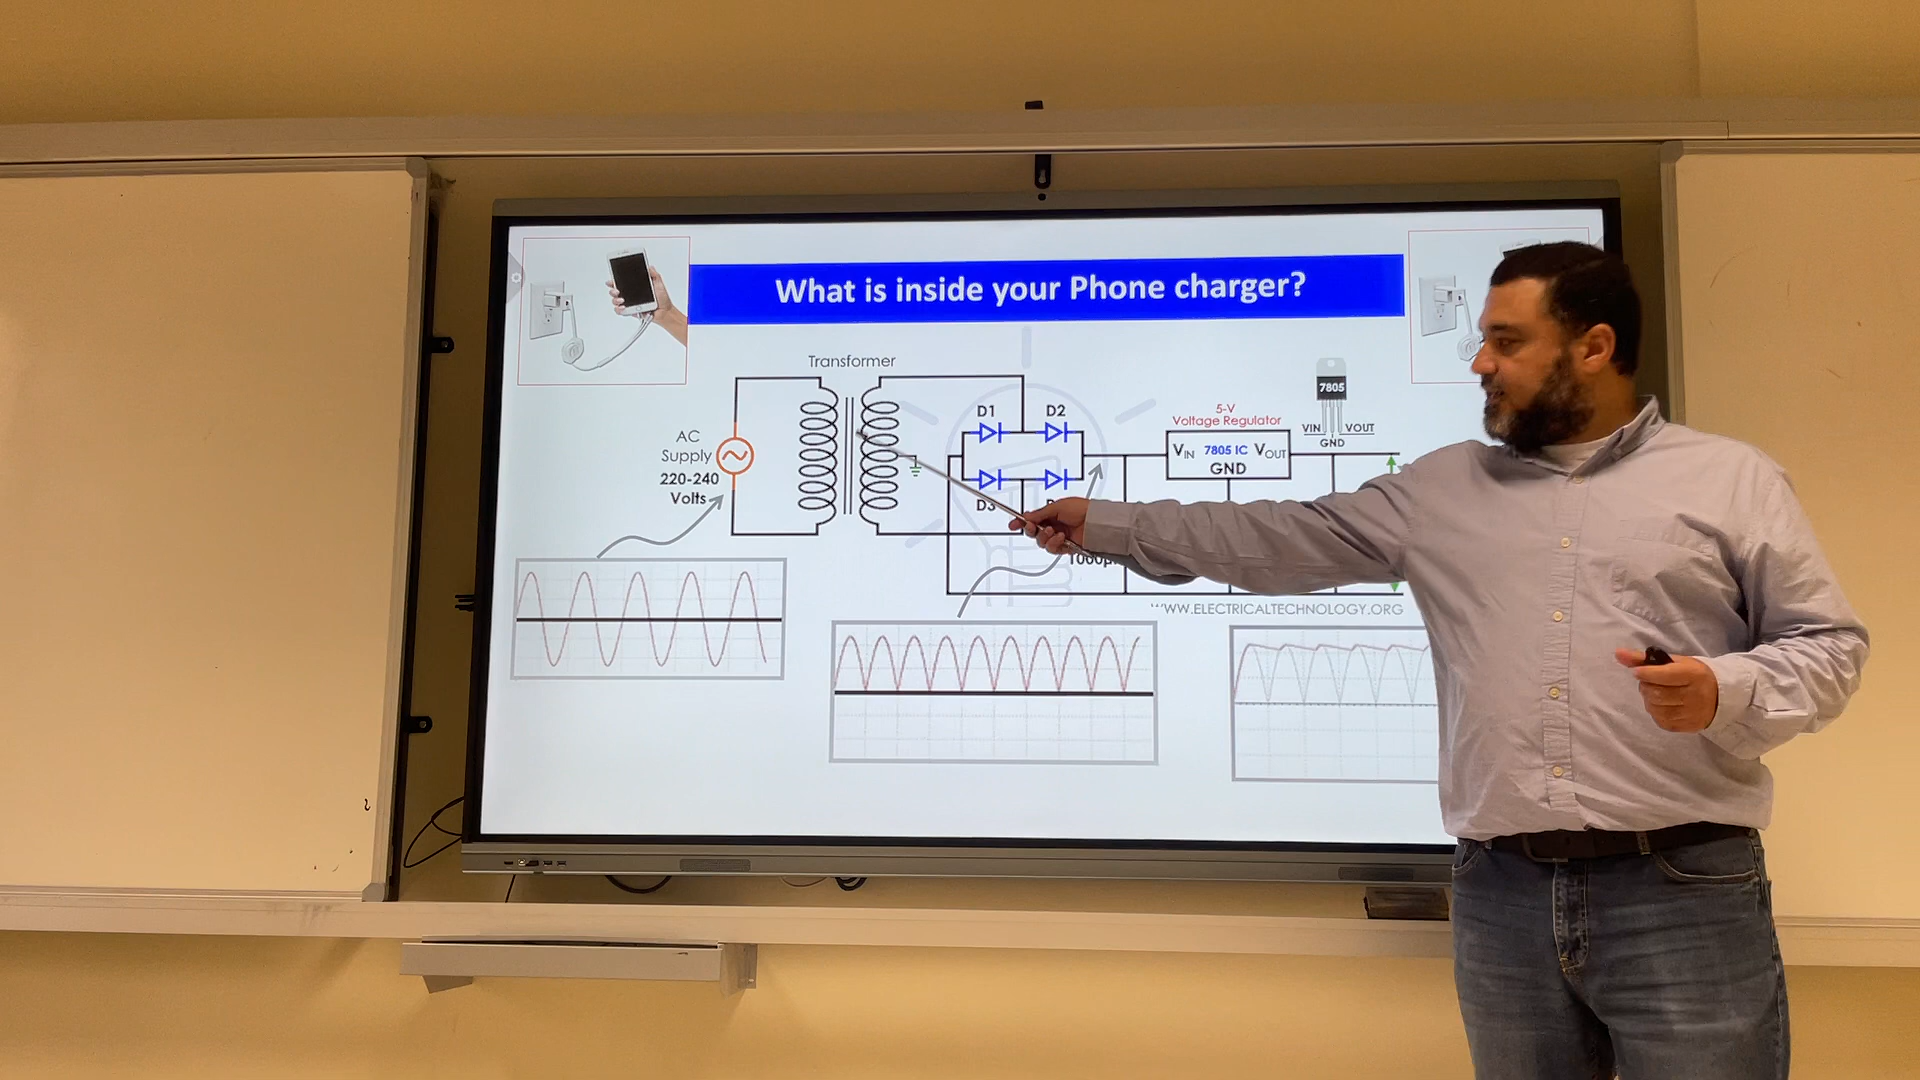 What is inside your Phone charger?
Transformer
AC
Supply
220-240
Volts
D1
D2
D3
5-V
Voltage Regulator
VIN 7805 IC VOUT
GND
7805
VIN VOUT
GND
WWW.ELECTRICALTECHNOLOGY.ORG